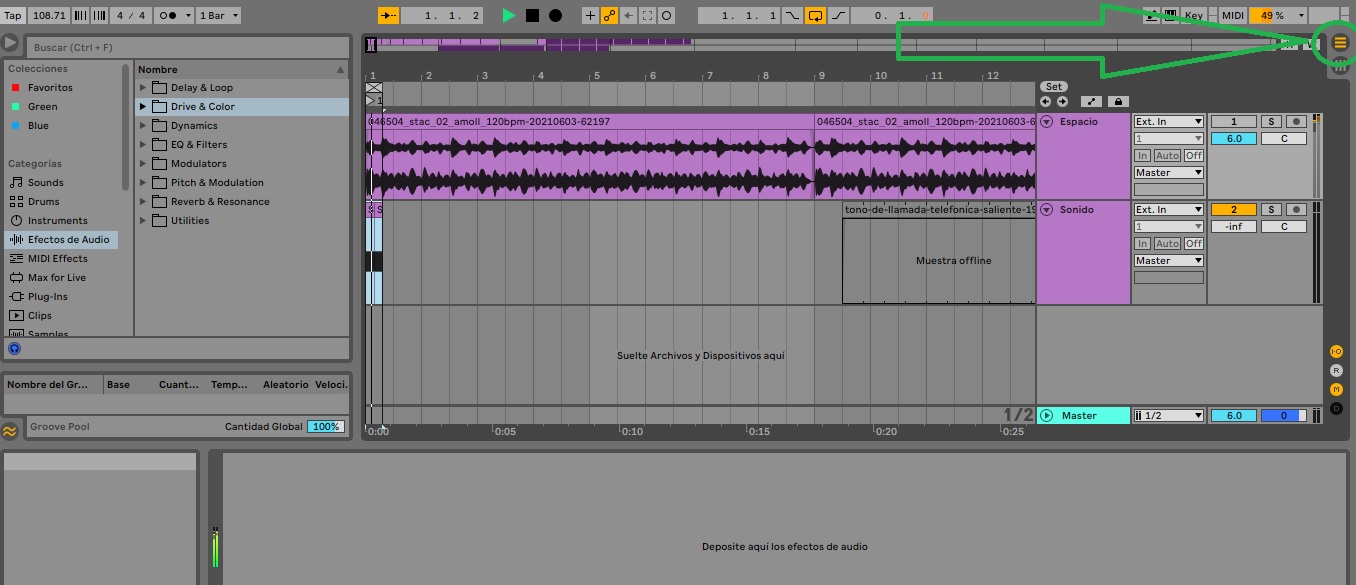 Tap 108.71 4 / 4 1 Bar 1. 1. 2 1. 1. 1 0. 1. 0 Key MIDI 49 %
Buscar (Ctrl + F)
Colecciones
Favoritos
Green
Blue
Categorías
Sounds
Drums
Instruments
Efectos de Audio
MIDI Effects
Max for Live
Plug-Ins
Clips
Samples
Nombre
Delay & Loop
Drive & Color
Dynamics
EQ & Filters
Modulators
Pitch & Modulation
Reverb & Resonance
Utilities
1 2 3 4 5 6 7 8 9 10 11 12
Set
1
046504_stac_02_amoll_120bpm-20210603-62197
046504_stac_02_amoll_120bpm-20210603-6
Espacio
Ext. In
1
In Auto Off
Master
1 S
6.0 C
S S
tono-de-llamada-telefonica-saliente-19
Muestra offline
Sonido
Ext. In
1
In Auto Off
Master
2 S
-inf C
Suelte Archivos y Dispositivos aquí
I·O
R
M
D
1/2
Master
1/2
6.0 0
0:00 0:05 0:10 0:15 0:20 0:25
Nombre del Gr... Base Cuant... Temp... Aleatorio Veloci.
Groove Pool
Cantidad Global 100%
Deposite aquí los efectos de audio